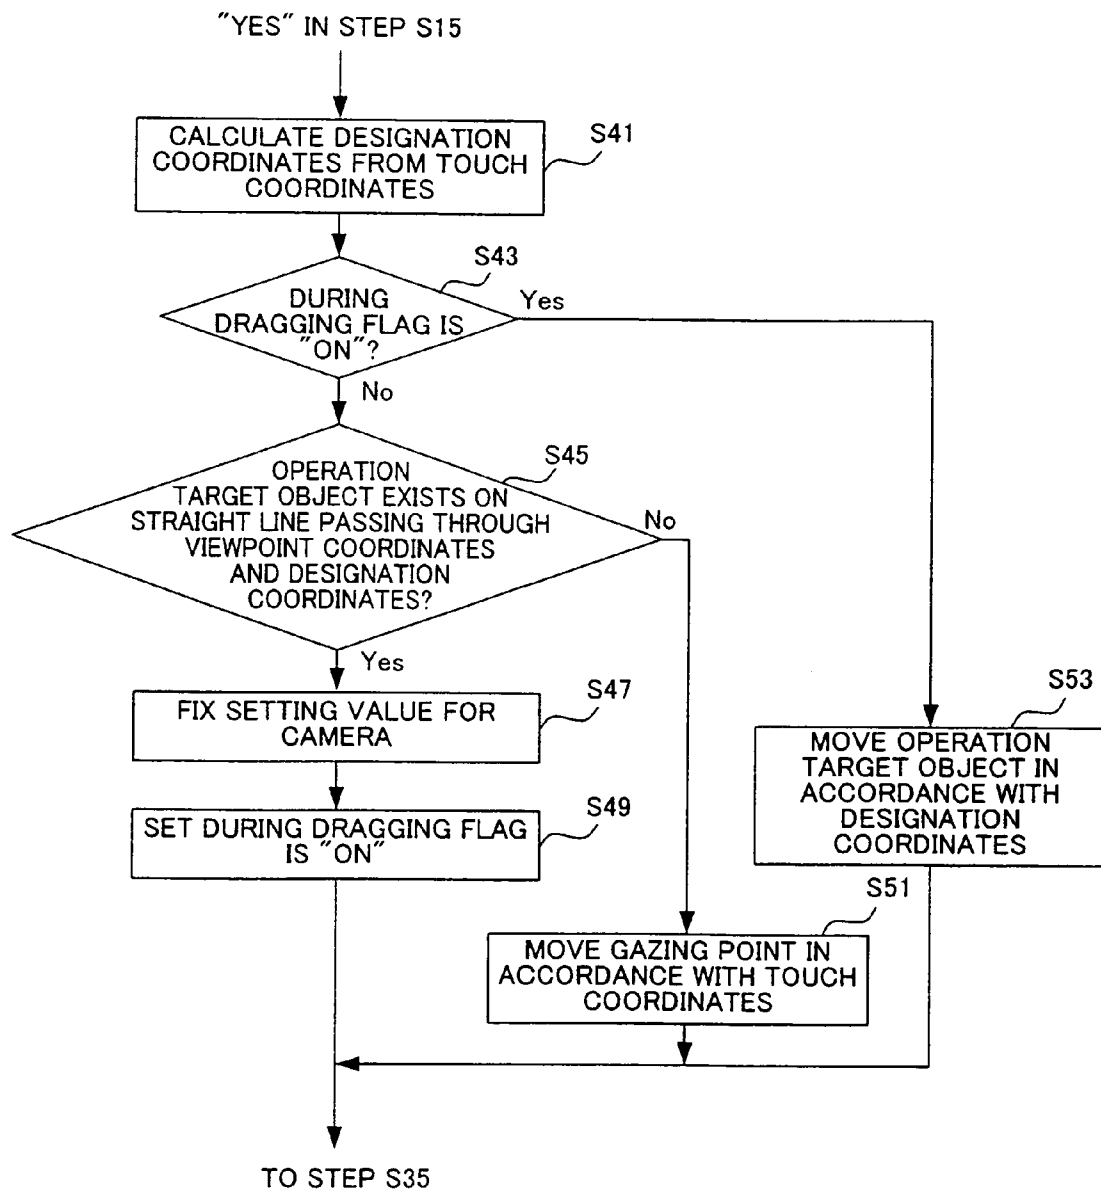 "YES" IN STEP S15
CALCULATE DESIGNATION
COORDINATES FROM TOUCH
COORDINATES
S41
S43
DURING
DRAGGING FLAG IS
"ON"?
Yes
No
S45
OPERATION
TARGET OBJECT EXISTS ON
STRAIGHT LINE PASSING THROUGH
VIEWPOINT COORDINATES
AND DESIGNATION
COORDINATES?
No
Yes
S47
FIX SETTING VALUE FOR
CAMERA
S49
SET DURING DRAGGING FLAG
IS "ON"
S53
MOVE OPERATION
TARGET OBJECT IN
ACCORDANCE WITH
DESIGNATION
COORDINATES
S51
MOVE GAZING POINT IN
ACCORDANCE WITH TOUCH
COORDINATES
TO STEP S35